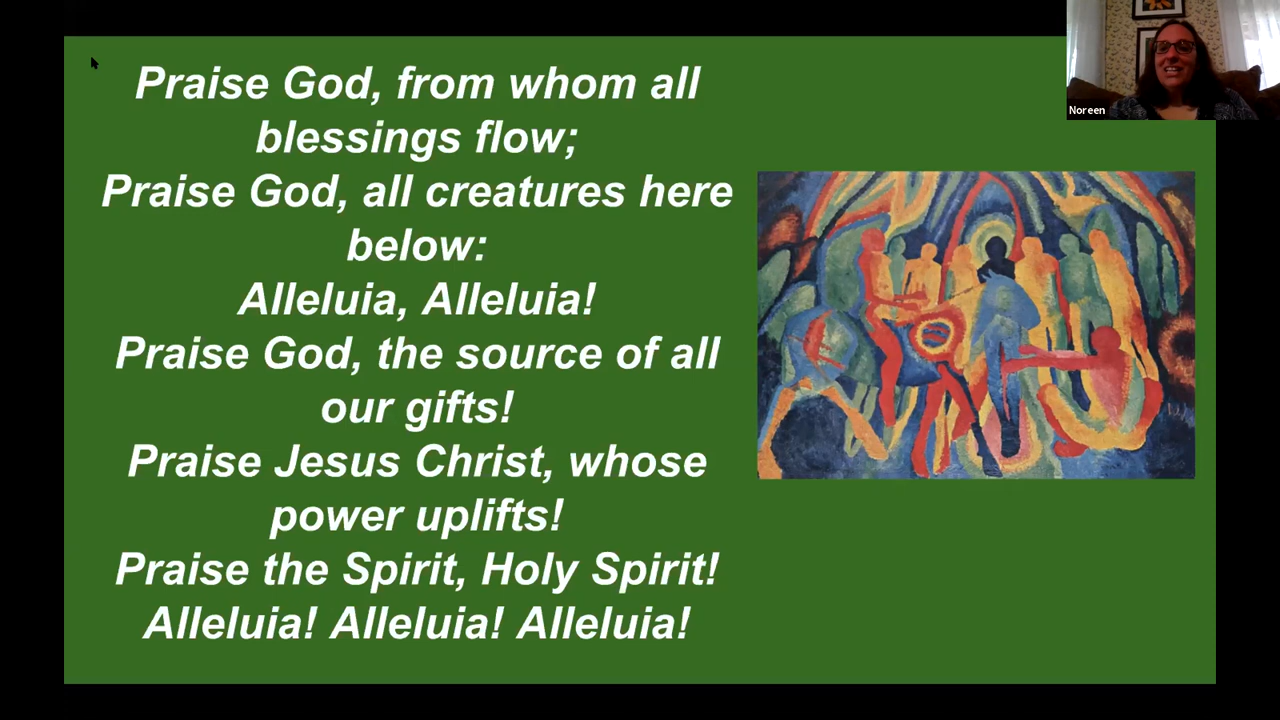 Praise God, from whom all
blessings flow;
Praise God, all creatures here
below:
Alleluia, Alleluia!
Praise God, the source of all
our gifts!
Praise Jesus Christ, whose
power uplifts!
Praise the Spirit, Holy Spirit!
Alleluia! Alleluia! Alleluia!
Noreen